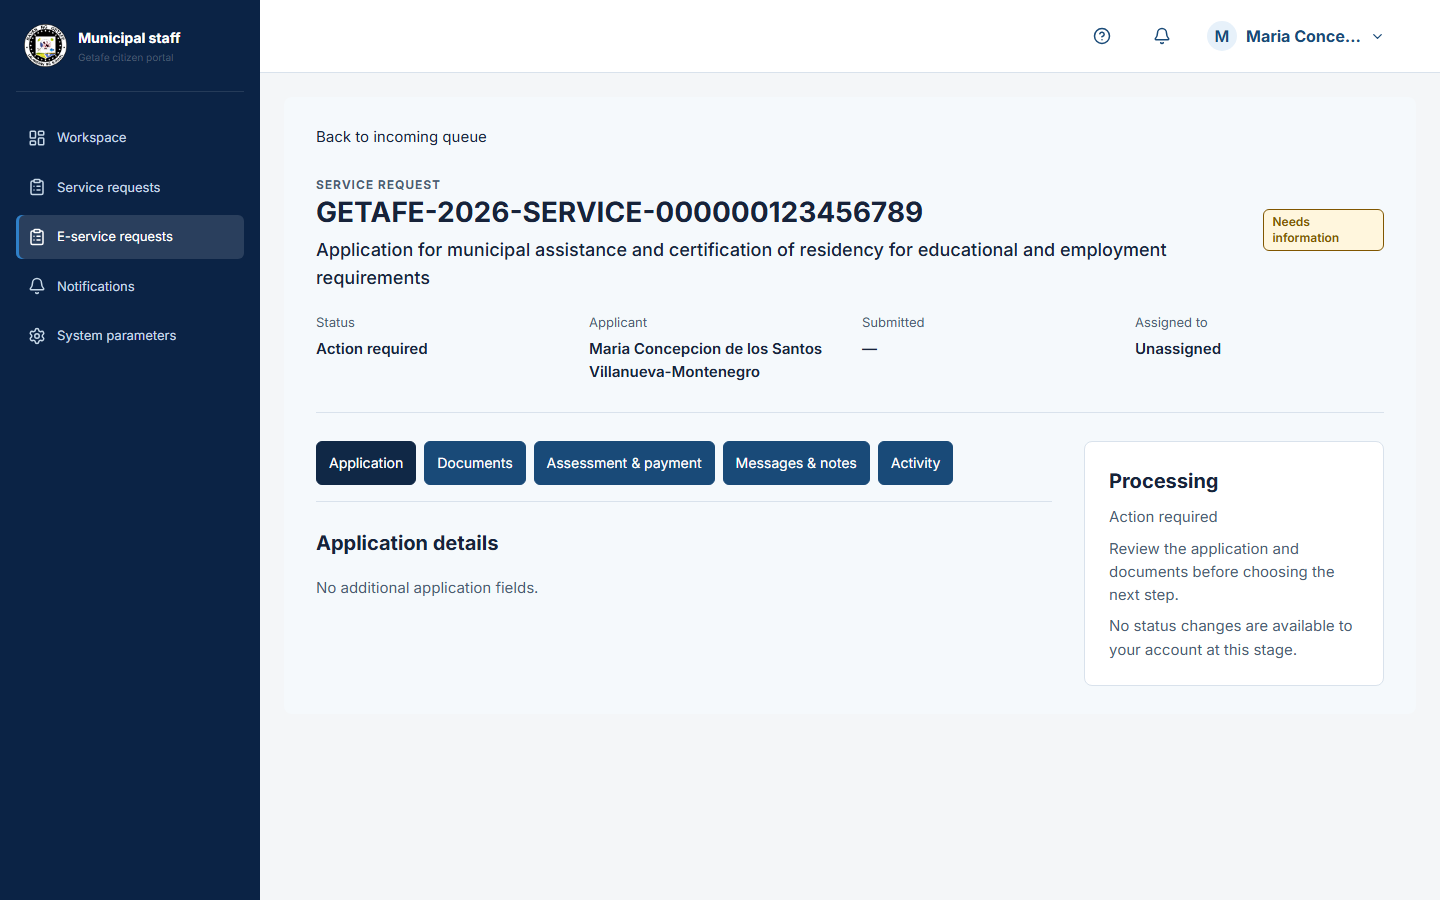 Municipal staff
Getafe citizen portal
Workspace
Service requests
E-service requests
Notifications
System parameters
M Maria Conce...
Back to incoming queue
SERVICE REQUEST
GETAFE-2026-SERVICE-000000123456789
Needs
information
Application for municipal assistance and certification of residency for educational and employment
requirements
Status
Action required
Applicant
Maria Concepcion de los Santos
Villanueva-Montenegro
Submitted
—
Assigned to
Unassigned
Application Documents Assessment & payment Messages & notes Activity
Application details
No additional application fields.
Processing
Action required
Review the application and
documents before choosing the
next step.
No status changes are available to
your account at this stage.